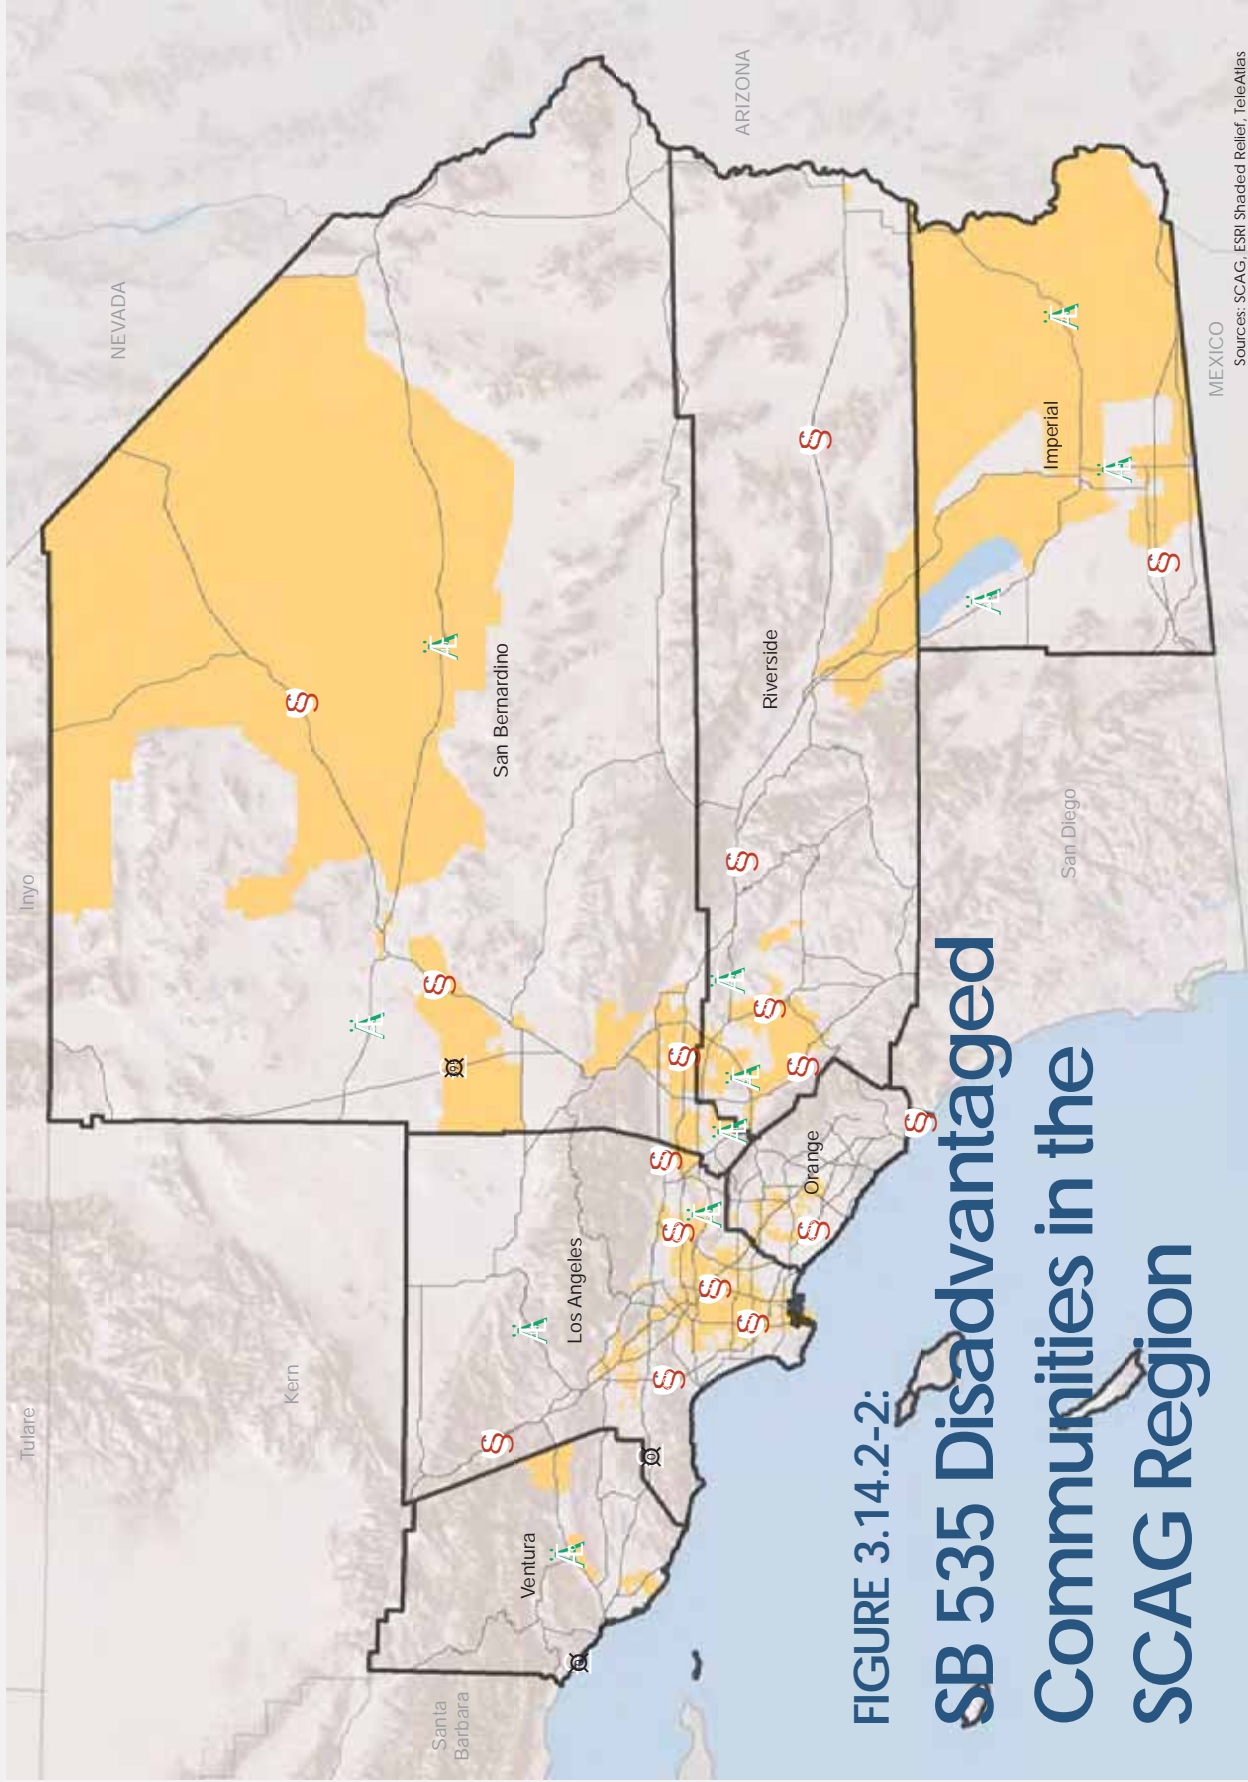 FIGURE 3.14.2-2:
SB 535 Disadvantaged
Communities in the
SCAG Region
Tulare
Inyo
Kern
NEVADA
ARIZONA
Santa
Barbara
Ventura
Los Angeles
San Bernardino
Orange
Riverside
San Diego
Imperial
MEXICO
Sources: SCAG, ESRI Shaded Relief, TeleAtlas